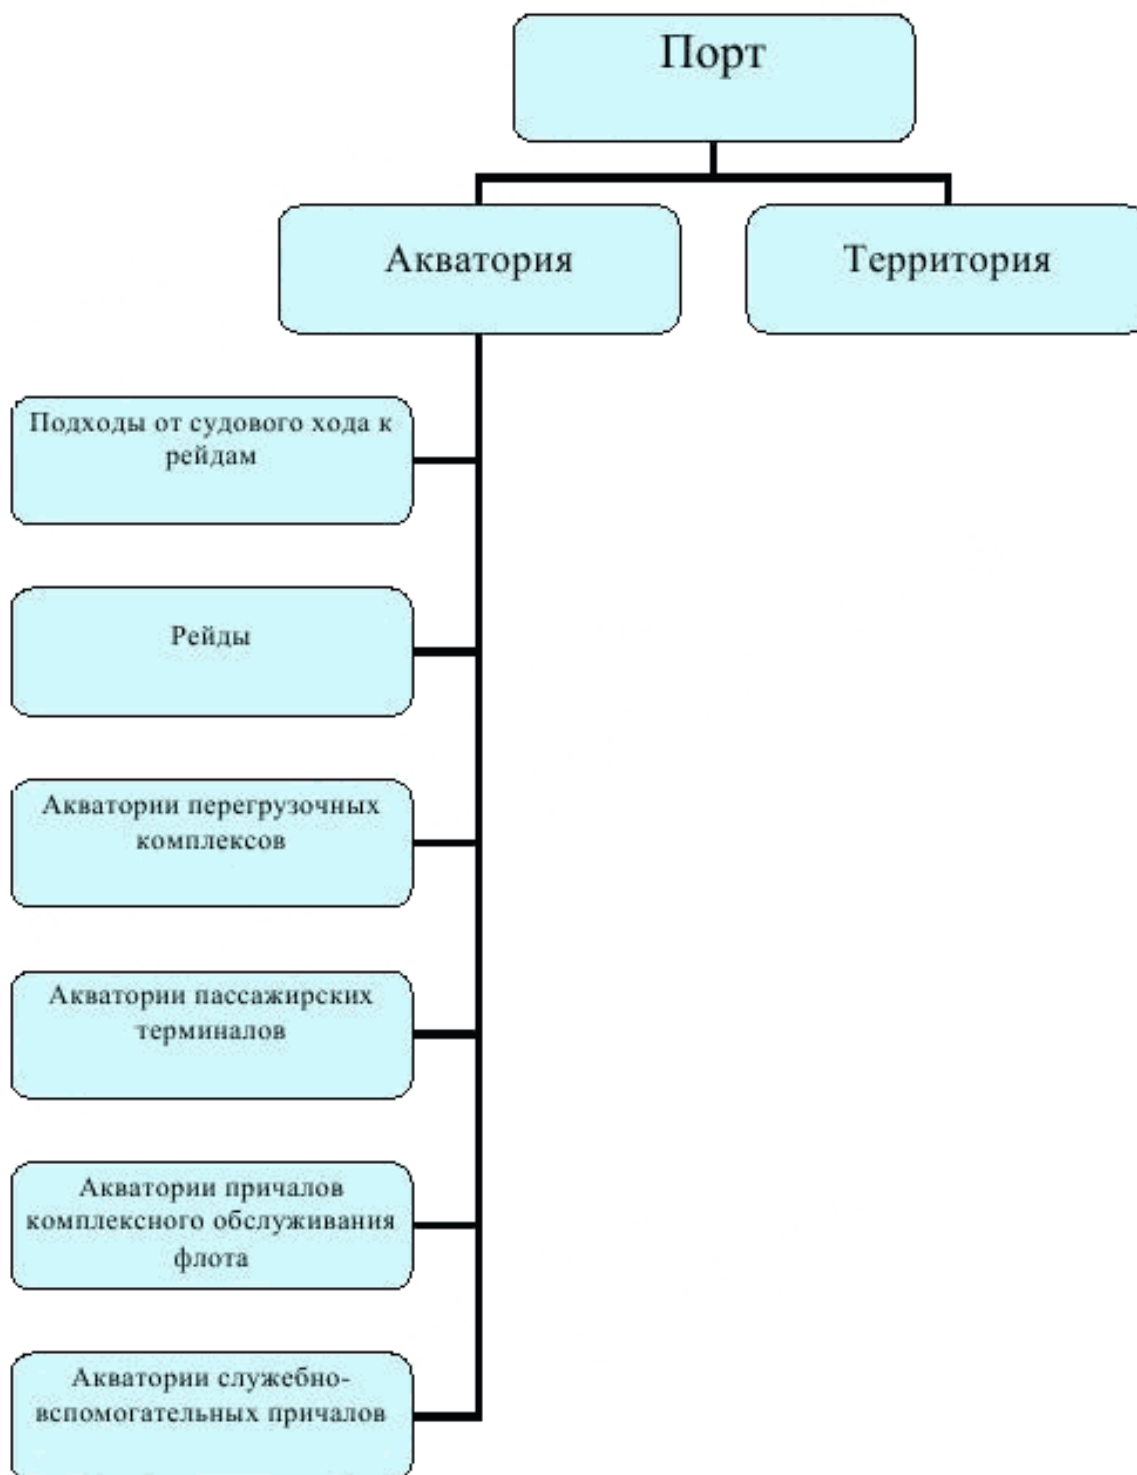 Порт
Акватория
Территория
Подходы от судового хода к
рейдам
Рейды
Акватории перегрузочных
комплексов
Акватории пассажирских
терминалов
Акватории причалов
комплексного обслуживания
флота
Акватории служебно-
вспомогательных причалов